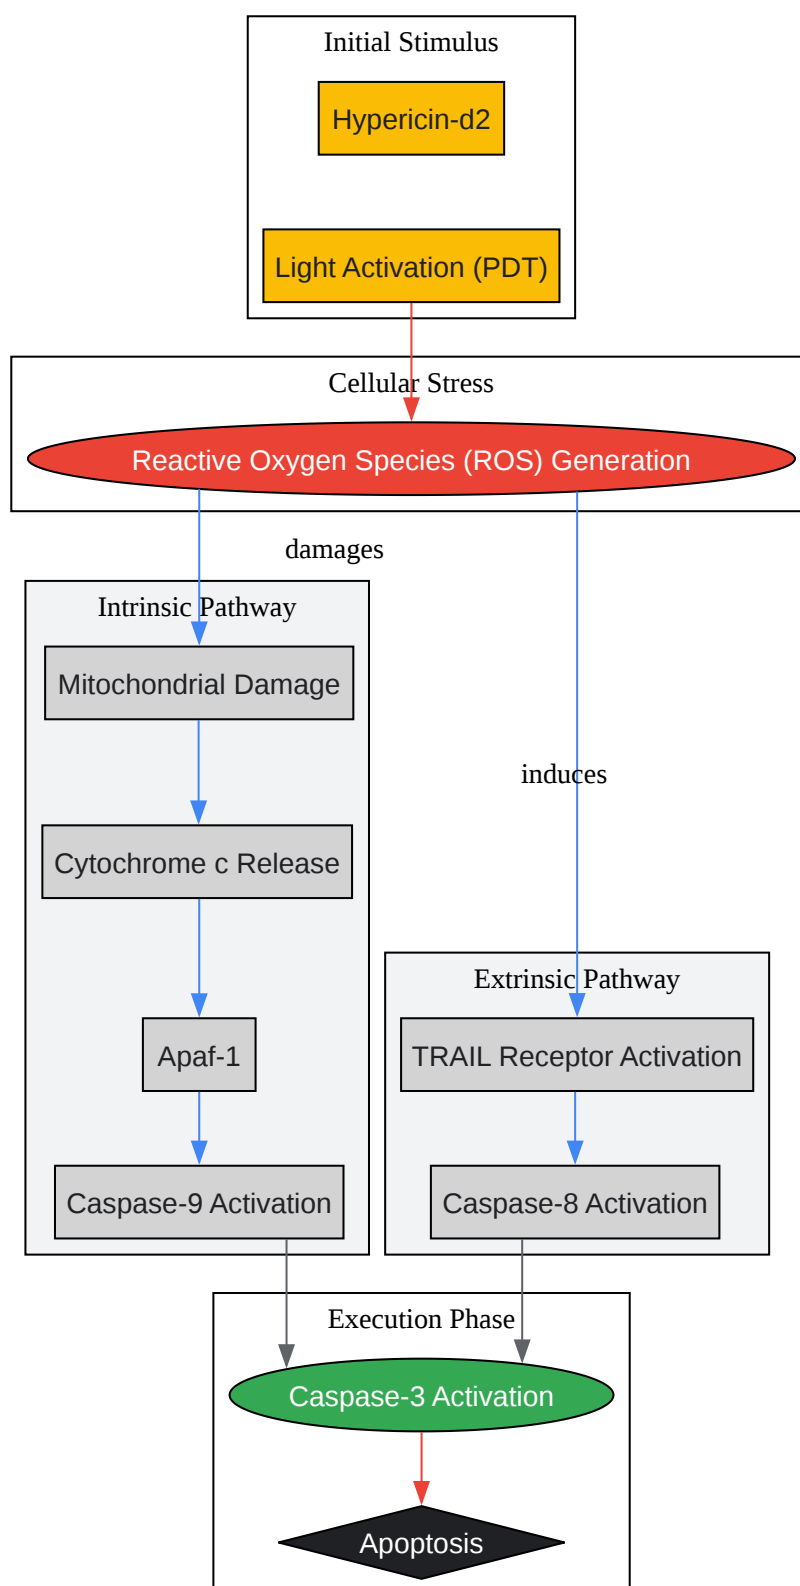 Initial Stimulus
Hypericin-d2
Light Activation (PDT)
Cellular Stress
Reactive Oxygen Species (ROS) Generation
damages
Intrinsic Pathway
Mitochondrial Damage
induces
Cytochrome c Release
Extrinsic Pathway
Apaf-1
TRAIL Receptor Activation
Caspase-9 Activation
Caspase-8 Activation
Execution Phase
Caspase-3 Activation
Apoptosis